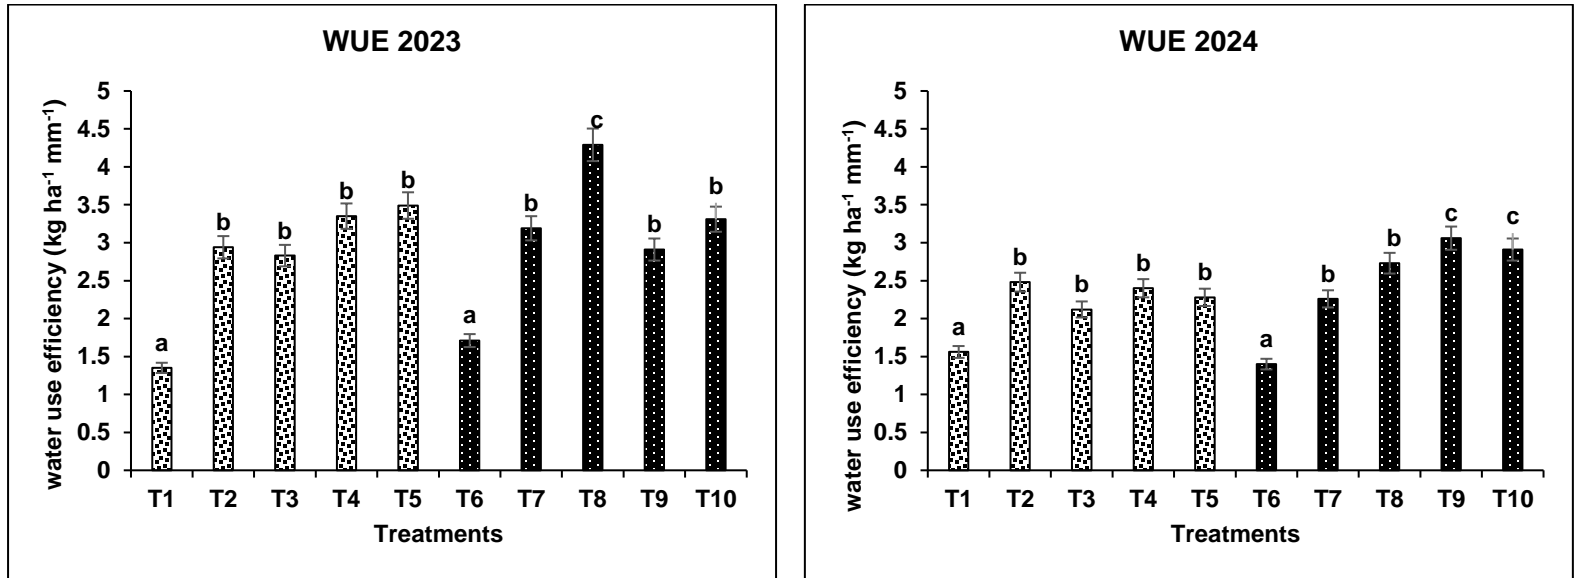 WUE 2023
water use efficiency (kg ha-1 mm-1)
5
4.5
4
3.5
3
2.5
2
1.5
1
0.5
0
a
b
b
b
b
a
b
c
b
b
T1 T2 T3 T4 T5 T6 T7 T8 T9 T10
Treatments
WUE 2024
water use efficiency (kg ha-1 mm-1)
5
4.5
4
3.5
3
2.5
2
1.5
1
0.5
0
a
b
b
b
b
a
b
b
c
c
T1 T2 T3 T4 T5 T6 T7 T8 T9 T10
Treatments